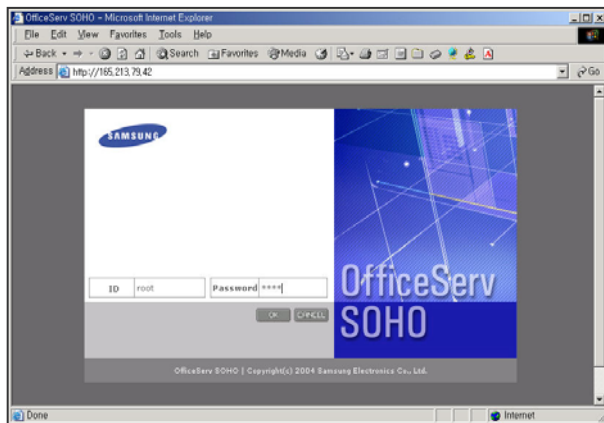 OfficeServ SOHO - Microsoft Internet Explorer
File Edit View Favorites Tools Help
Back Search Favorites Media
Address http://165,213,79,42 Go
SAMSUNG
ID root Password ****
OfficeServ
SOHO
OK CANCEL
OfficeServ SOHO | Copyright(c) 2004 Samsung Electronics Co., Ltd.
Done Internet